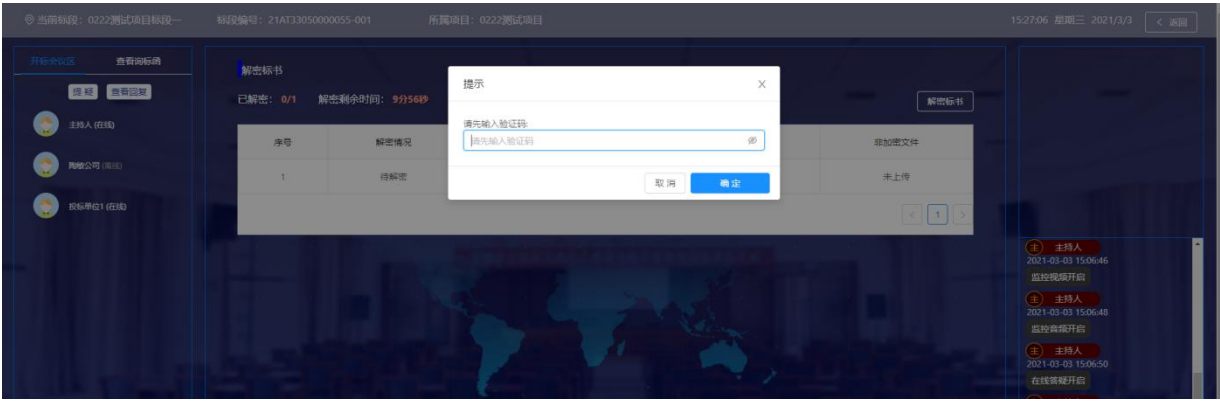 当前标段：0222测试项目标段一 标段编号：21AT33050000055-001 所属项目：0222测试项目 15:27:06 星期三 2021/3/3 < 返回
开标会议区 查看询标函
提疑 查看回复
主持人 (在线)
陶敏公司 (离线)
投标单位1 (在线)
解密标书
已解密： 0/1 解密剩余时间： 9分56秒 解密标书
序号 解密情况 非加密文件
1 待解密 未上传
< 1 >
提示 X
请先输入验证码:
请先输入验证码
取消 确定
主 主持人
2021-03-03 15:06:46
监控视频开启
主 主持人
2021-03-03 15:06:48
监控音频开启
主 主持人
2021-03-03 15:06:50
在线答疑开启